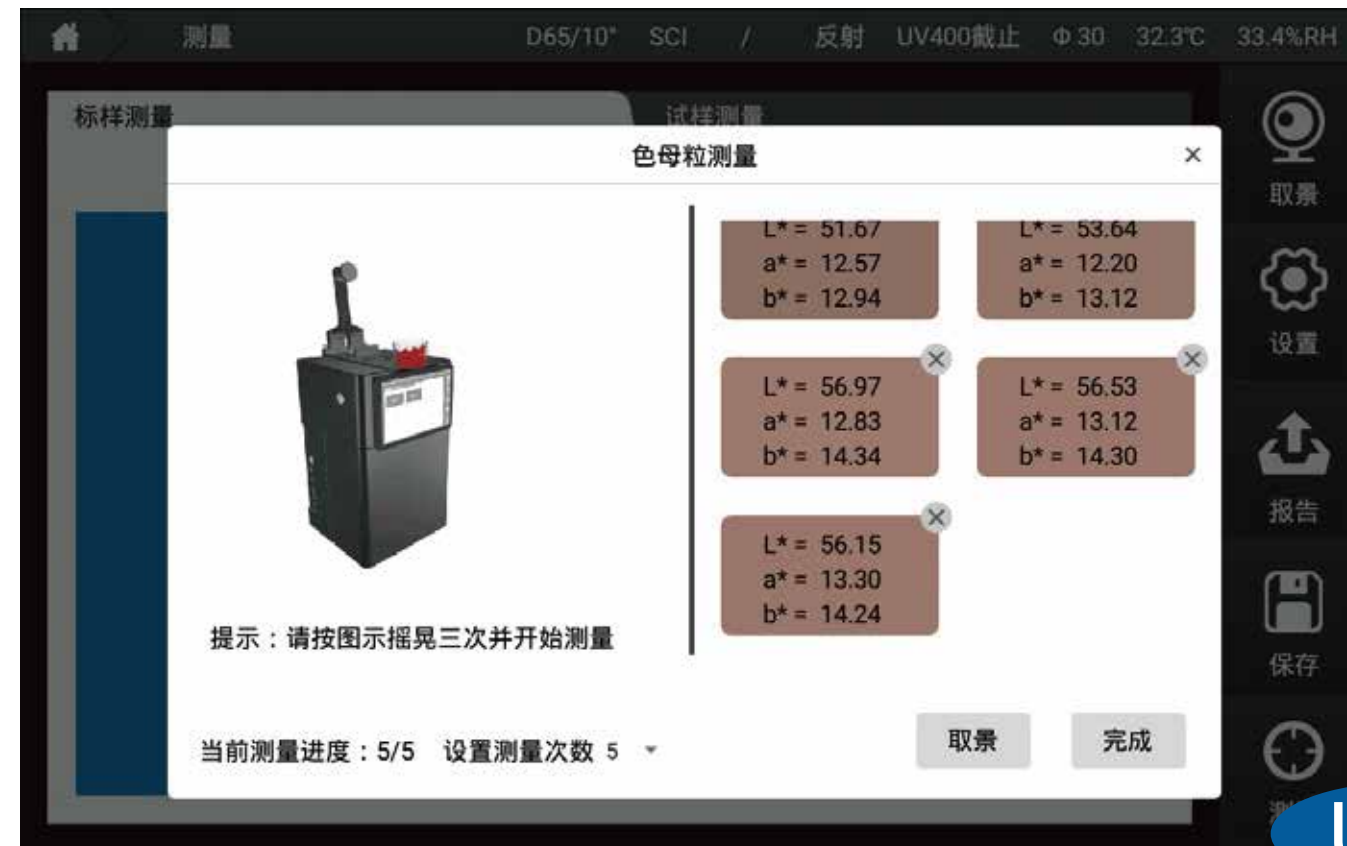 测量 D65/10° SCI / 反射 UV400截止 Φ30 32.3℃ 33.4%RH
标样测量 试样测量
色母粒测量 ×
L* = 51.67
a* = 12.57
b* = 12.94
L* = 53.64
a* = 12.20
b* = 13.12
L* = 56.97
a* = 12.83
b* = 14.34
L* = 56.53
a* = 13.12
b* = 14.30
L* = 56.15
a* = 13.30
b* = 14.24
提示：请按图示摇晃三次并开始测量
当前测量进度：5/5 设置测量次数 5
取景 完成
取景
设置
报告
保存